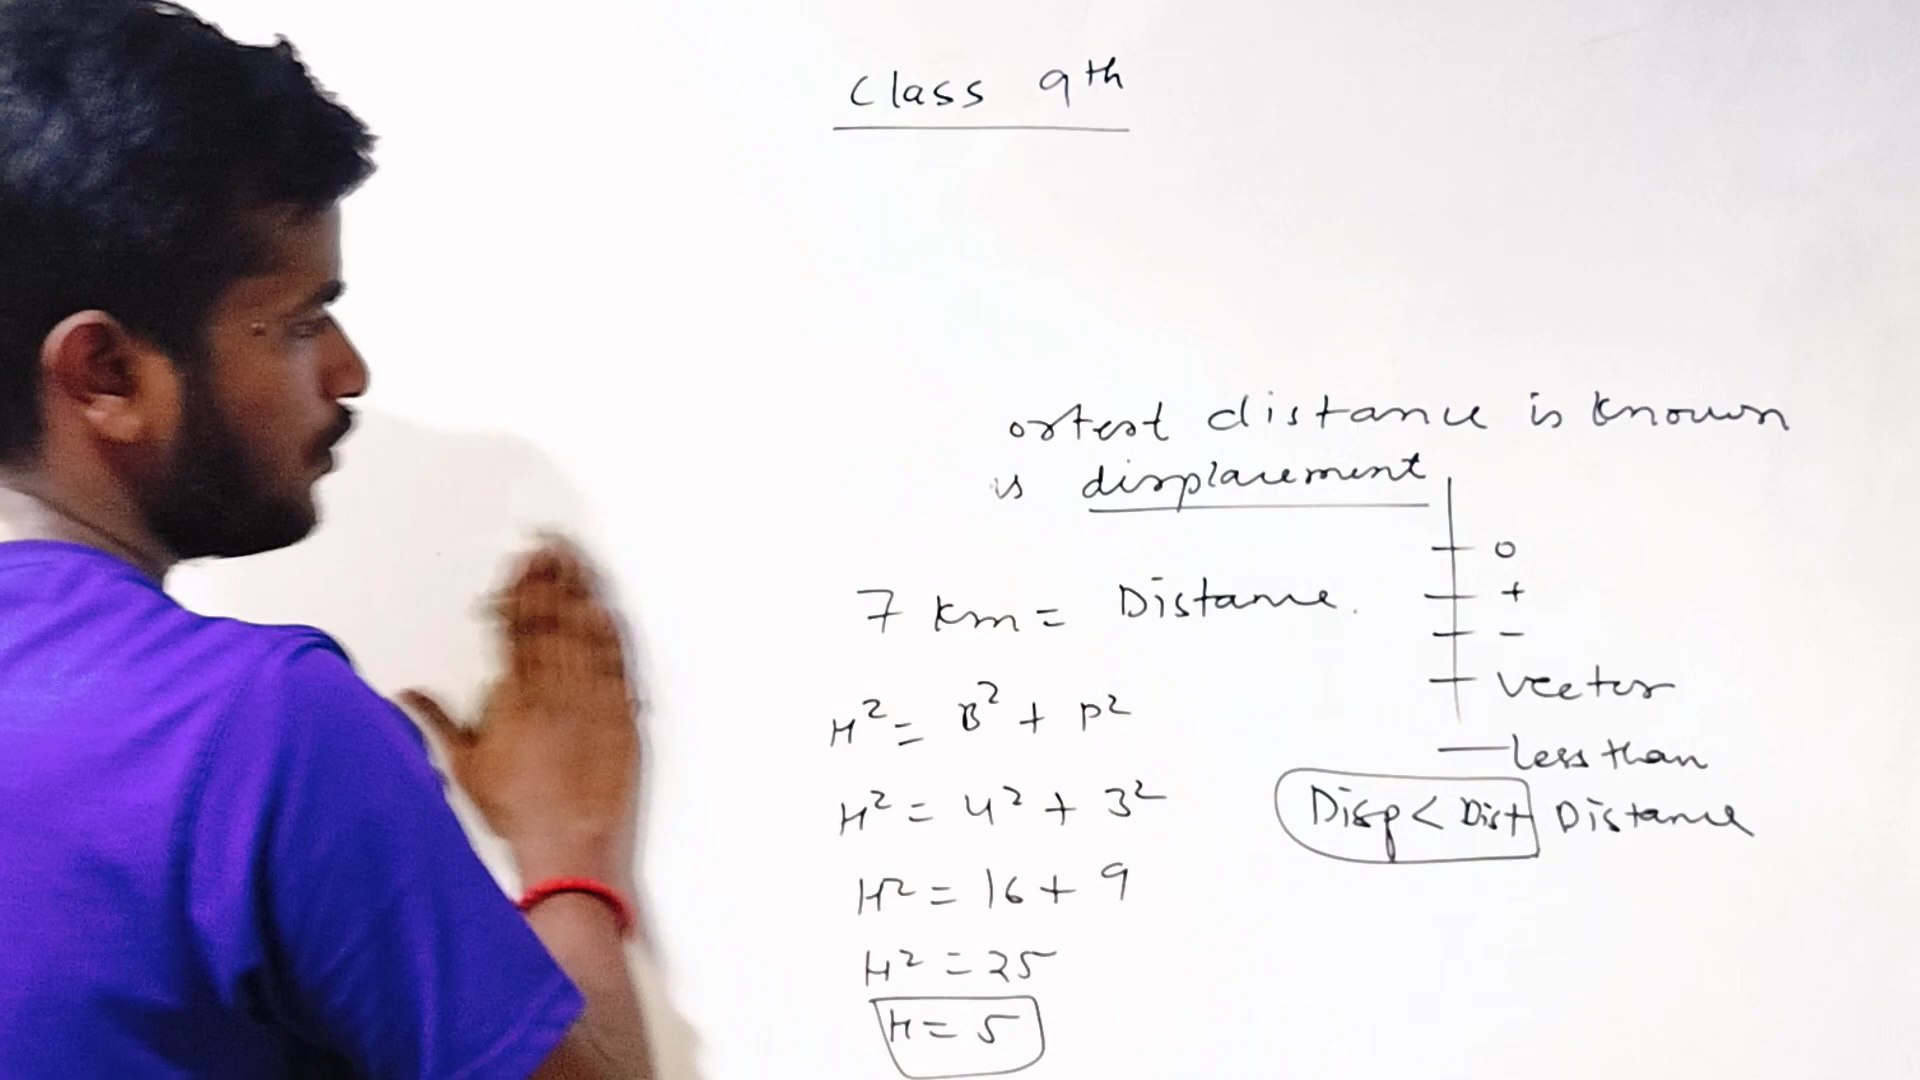 Class 9th
ortest distance is known
is displacement
0
+
7 km = Distance.
-
vector
H² = B² + P²
less than
H² = 4² + 3²
Disp < Dist Distance
H² = 16 + 9
H² = 25
H = 5